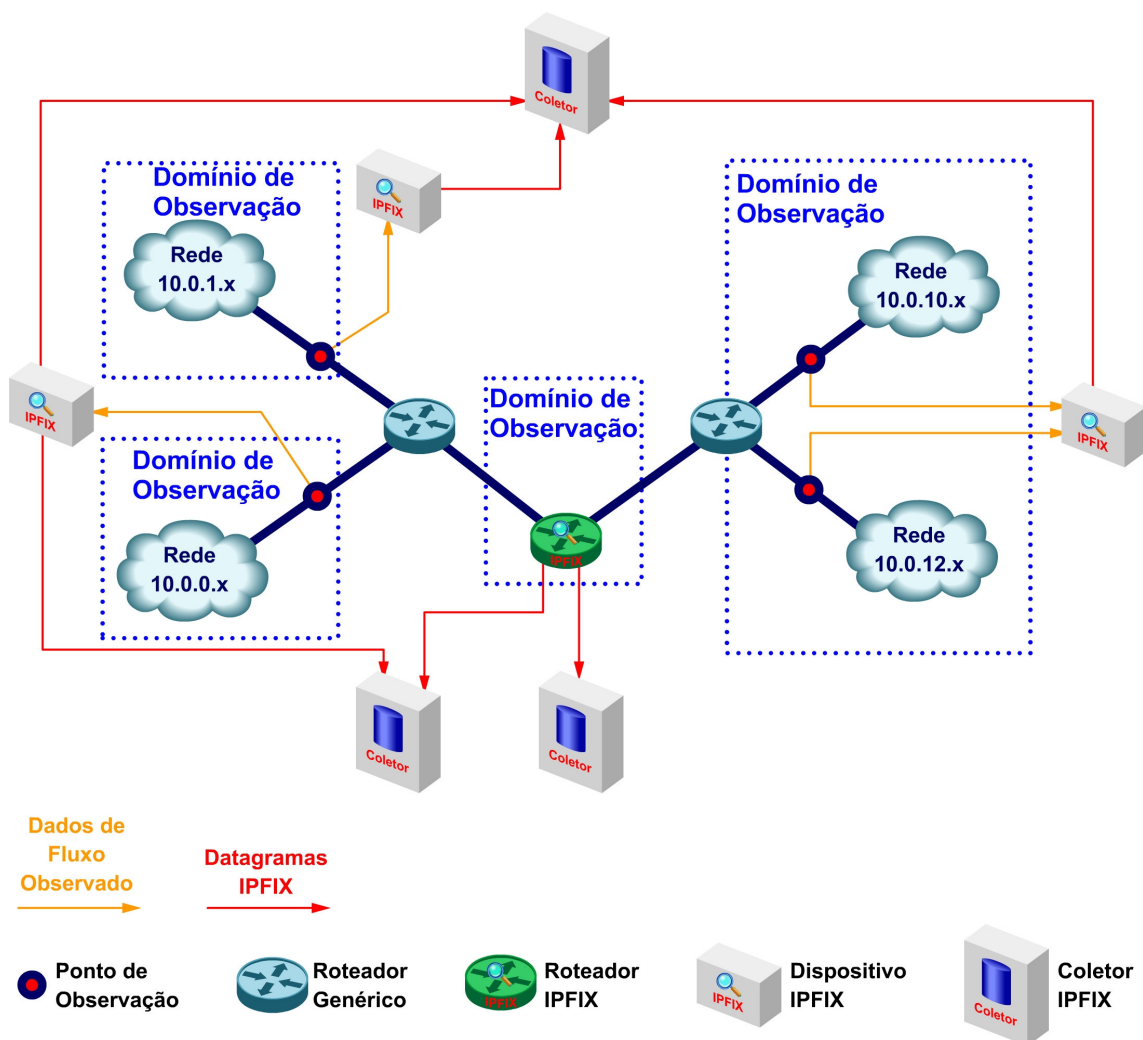 Coletor
Domínio de
Observação
IPFIX
Domínio de
Observação
Rede
10.0.1.x
Rede
10.0.10.x
IPFIX
Domínio de
Observação
IPFIX
Domínio de
Observação
Rede
10.0.0.x
IPFIX
Rede
10.0.12.x
Coletor
Coletor
Dados de
Fluxo
Observado
Datagramas
IPFIX
Ponto de
Observação
Roteador
Genérico
IPFIX
Roteador
IPFIX
IPFIX
Dispositivo
IPFIX
Coletor
Coletor
IPFIX